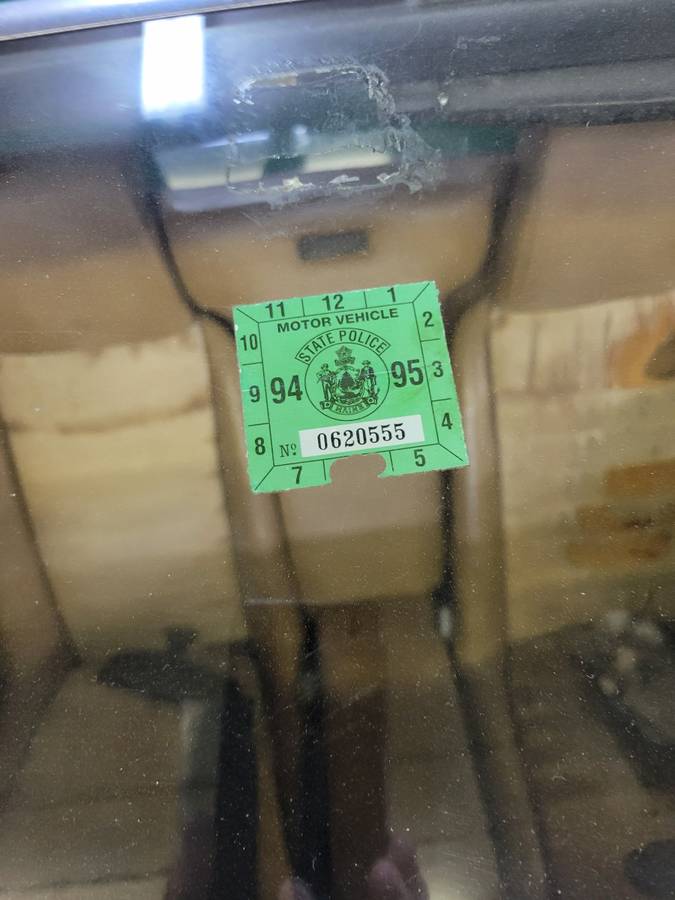 11 12 1
MOTOR VEHICLE
10 2
STATE POLICE
9 94 95 3
MAINE
8 Nº 0620555 4
7 5